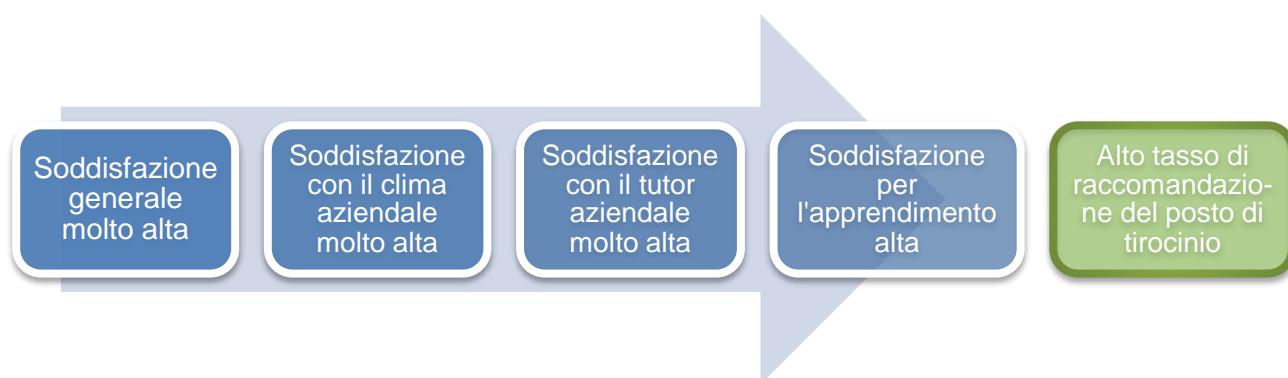 Soddisfazione
generale
molto alta
Soddisfazione
con il clima
aziendale
molto alta
Soddisfazione
con il tutor
aziendale
molto alta
Soddisfazione
per
l'apprendimento
alta
Alto tasso di
raccomandazio-
ne del posto di
tirocinio